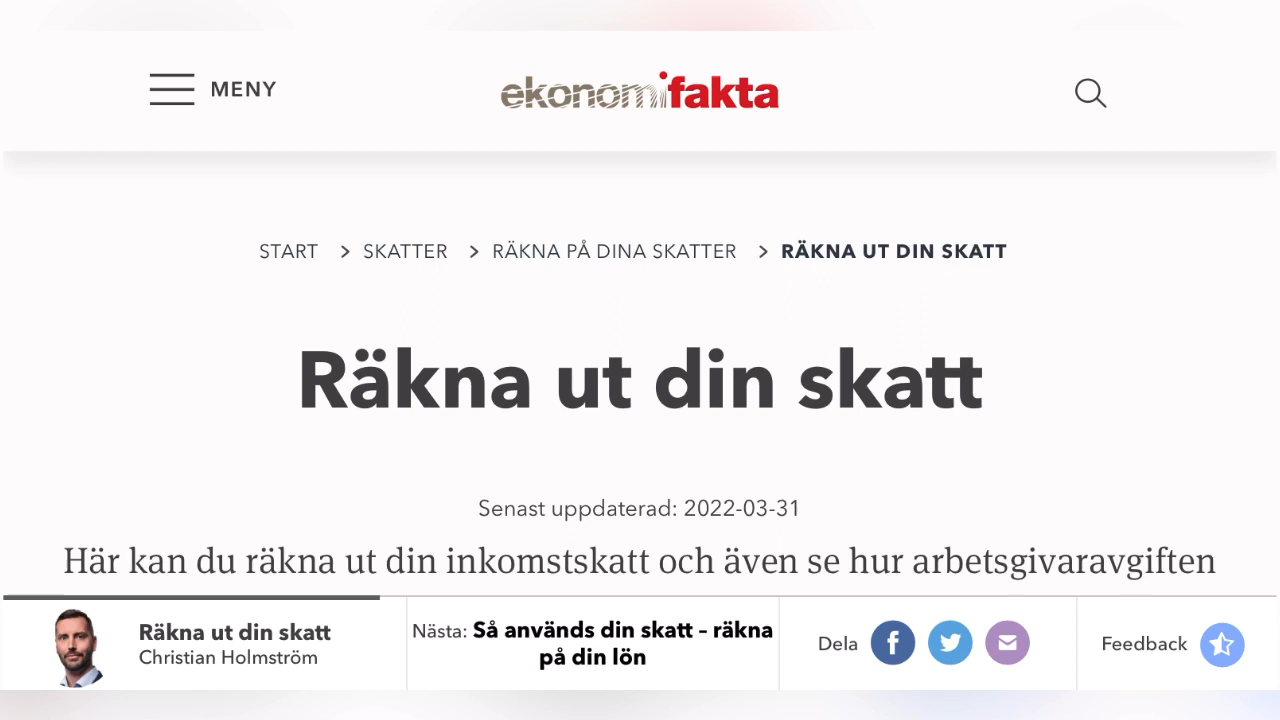 MENY
ekonomifakta
START > SKATTER > RÄKNA PÅ DINA SKATTER > RÄKNA UT DIN SKATT
Räkna ut din skatt
Senast uppdaterad: 2022-03-31
Här kan du räkna ut din inkomstskatt och även se hur arbetsgivaravgiften
Räkna ut din skatt
Christian Holmström
Nästa: Så används din skatt – räkna
på din lön
Dela
Feedback